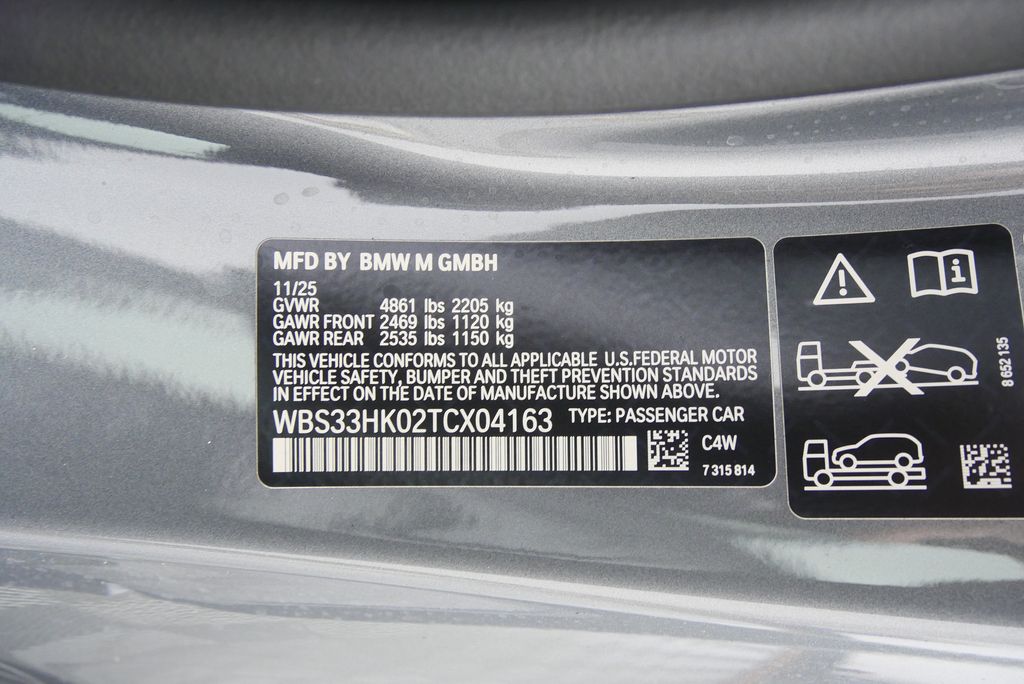 MFD BY BMW M GMBH
11/25
GVWR 4861 lbs 2205 kg
GAWR FRONT 2469 lbs 1120 kg
GAWR REAR 2535 lbs 1150 kg
THIS VEHICLE CONFORMS TO ALL APPLICABLE U.S.FEDERAL MOTOR
VEHICLE SAFETY, BUMPER AND THEFT PREVENTION STANDARDS
IN EFFECT ON THE DATE OF MANUFACTURE SHOWN ABOVE.
WBS33HK02TCX04163 TYPE: PASSENGER CAR
C4W
7 315 814
8 652 135